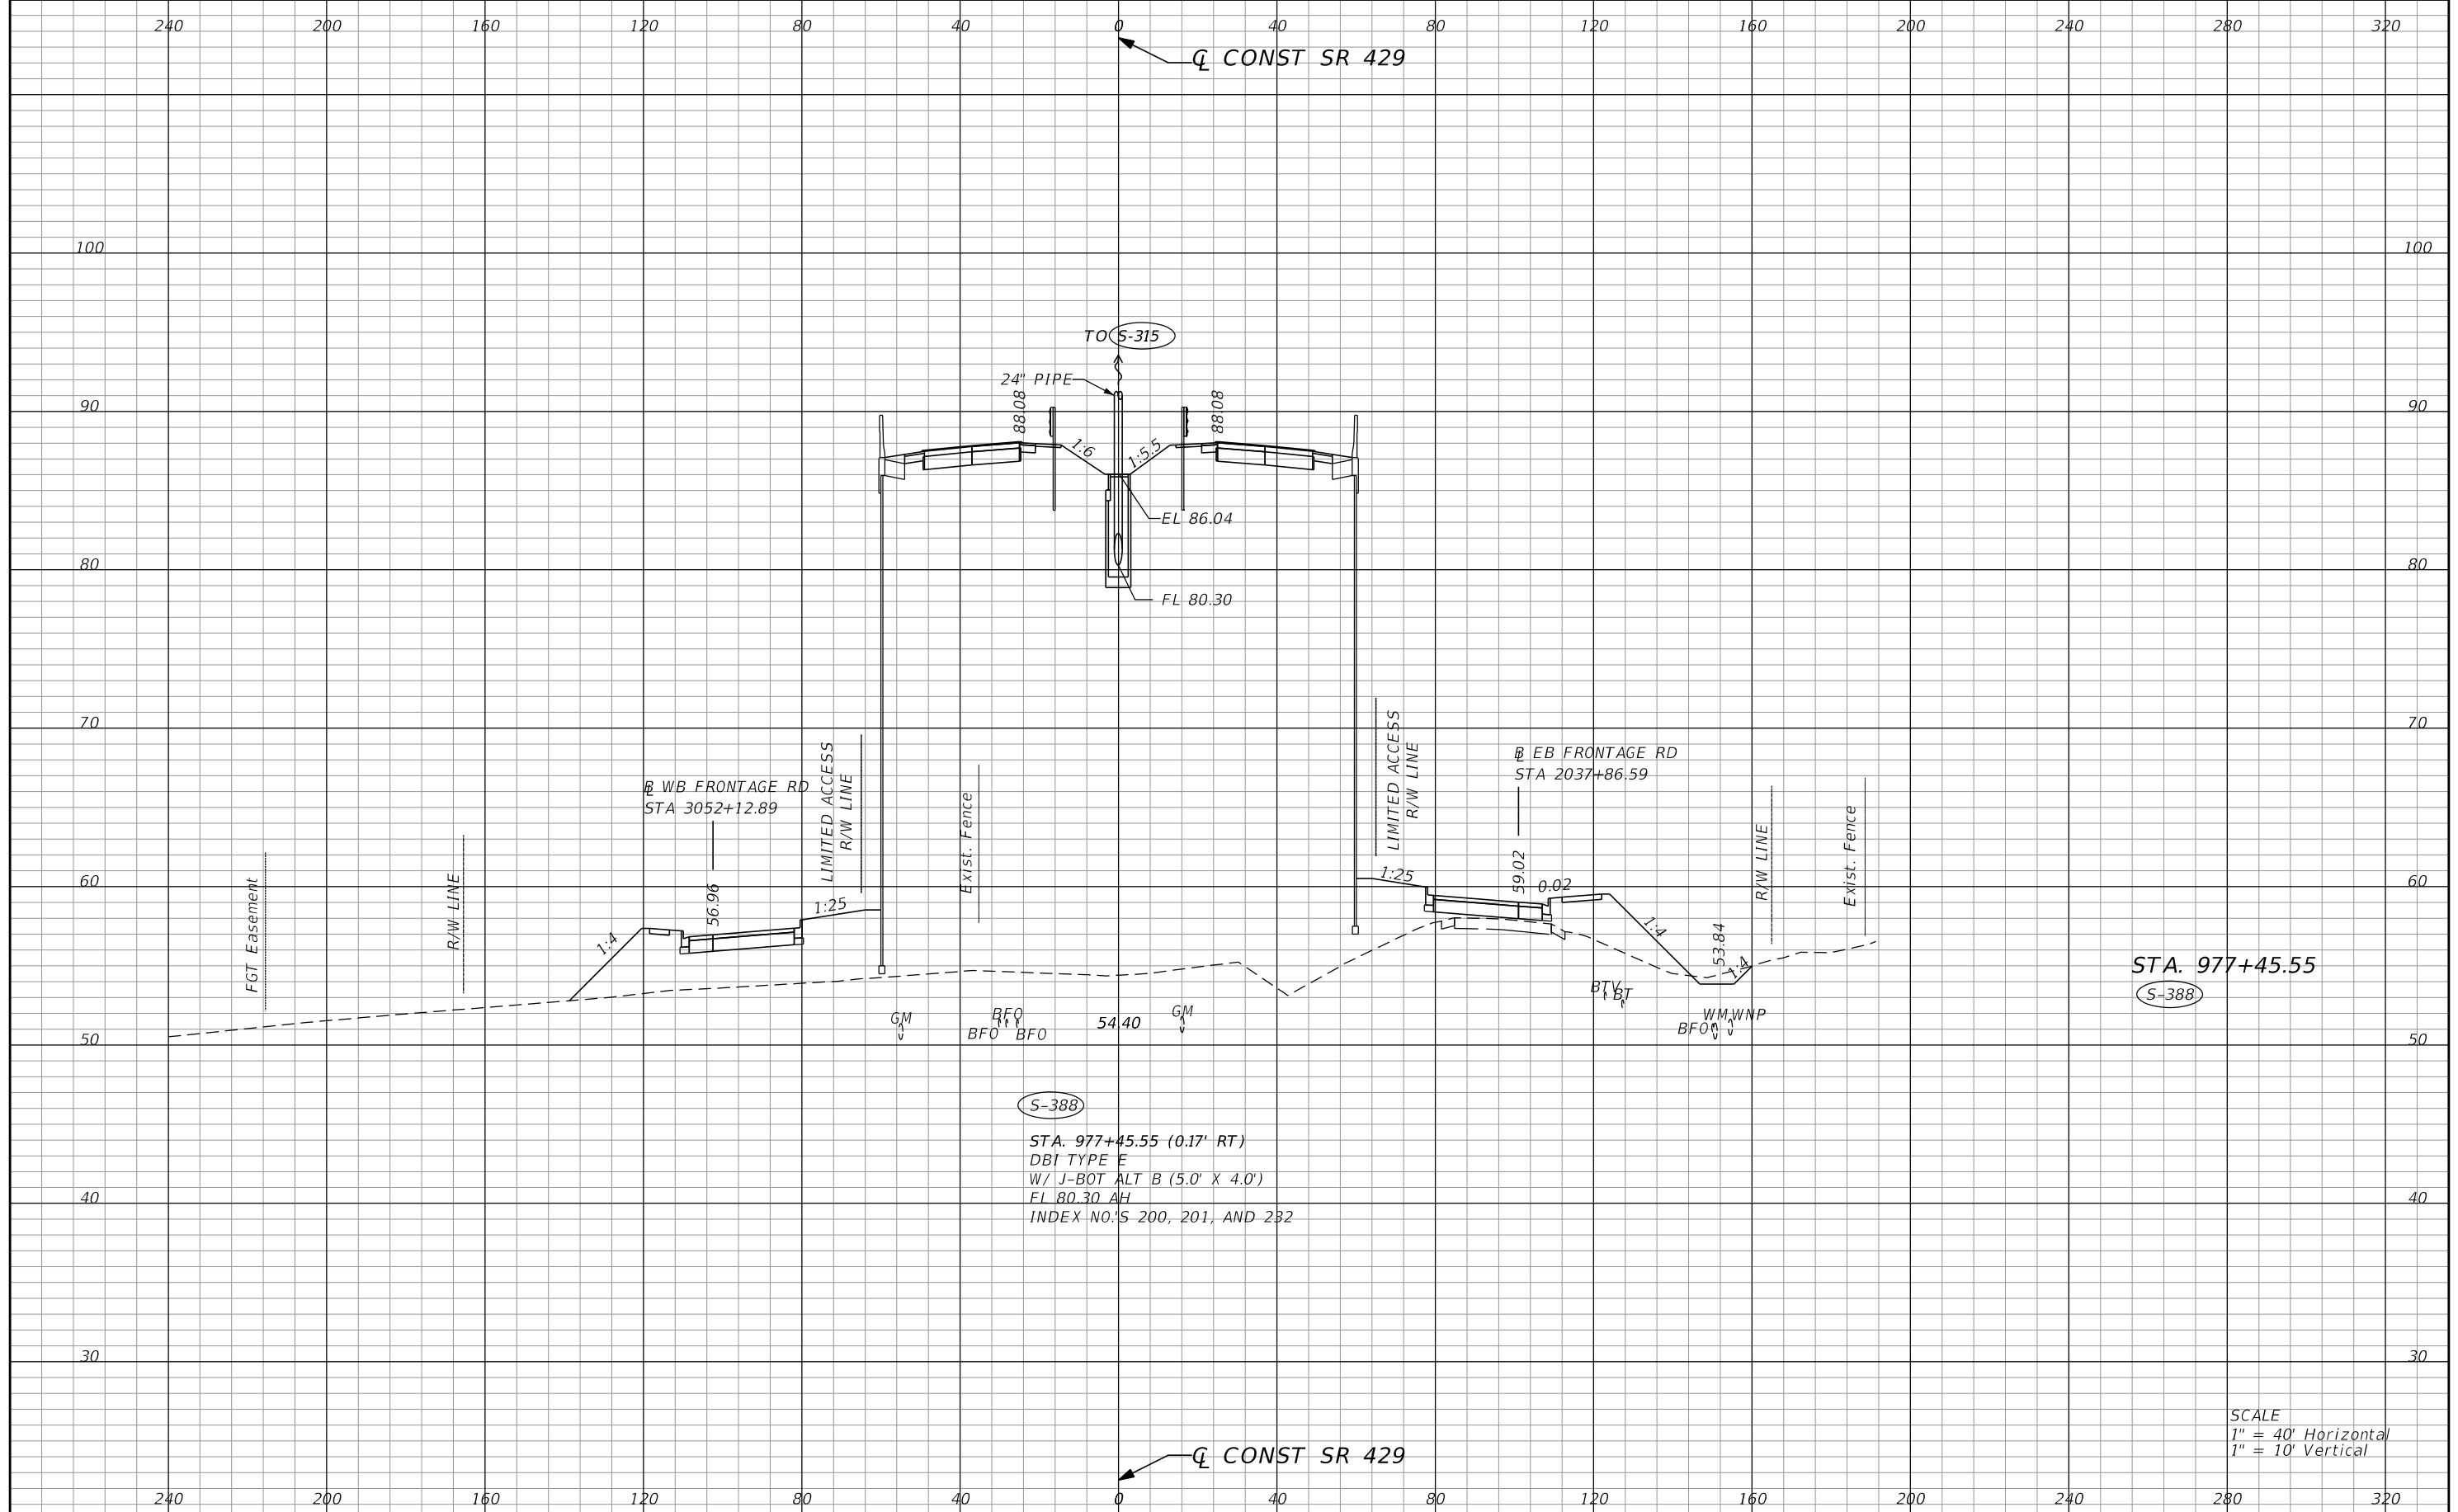 240 200 160 120 80 40 0 40 80 120 160 200 240 280 320
℄ CONST SR 429
100 100
TO S-315
24" PIPE
88.08
88.08
90 90
1:6
1:5.5
EL 86.04
80 80
FL 80.30
70 70
LIMITED ACCESS
R/W LINE
LIMITED ACCESS
R/W LINE
BL WB FRONTAGE RD
STA 3052+12.89
BL EB FRONTAGE RD
STA 2037+86.59
Exist. Fence
Exist. Fence
FGT Easement
R/W LINE
R/W LINE
60 60
56.96
1:25
1:25
59.02
0.02
1:4
1:4
53.84
1:4
STA. 977+45.55
S-388
BTV
BT
GM
BFO
BFO
BFO
54.40
GM
BFO
WM
WNP
50 50
S-388
STA. 977+45.55 (0.17' RT)
DBI TYPE E
W/ J-BOT ALT B (5.0' X 4.0')
FL 80.30 AH
INDEX NO.'S 200, 201, AND 232
40 40
30 30
SCALE
1" = 40' Horizontal
1" = 10' Vertical
℄ CONST SR 429
240 200 160 120 80 40 0 40 80 120 160 200 240 280 320